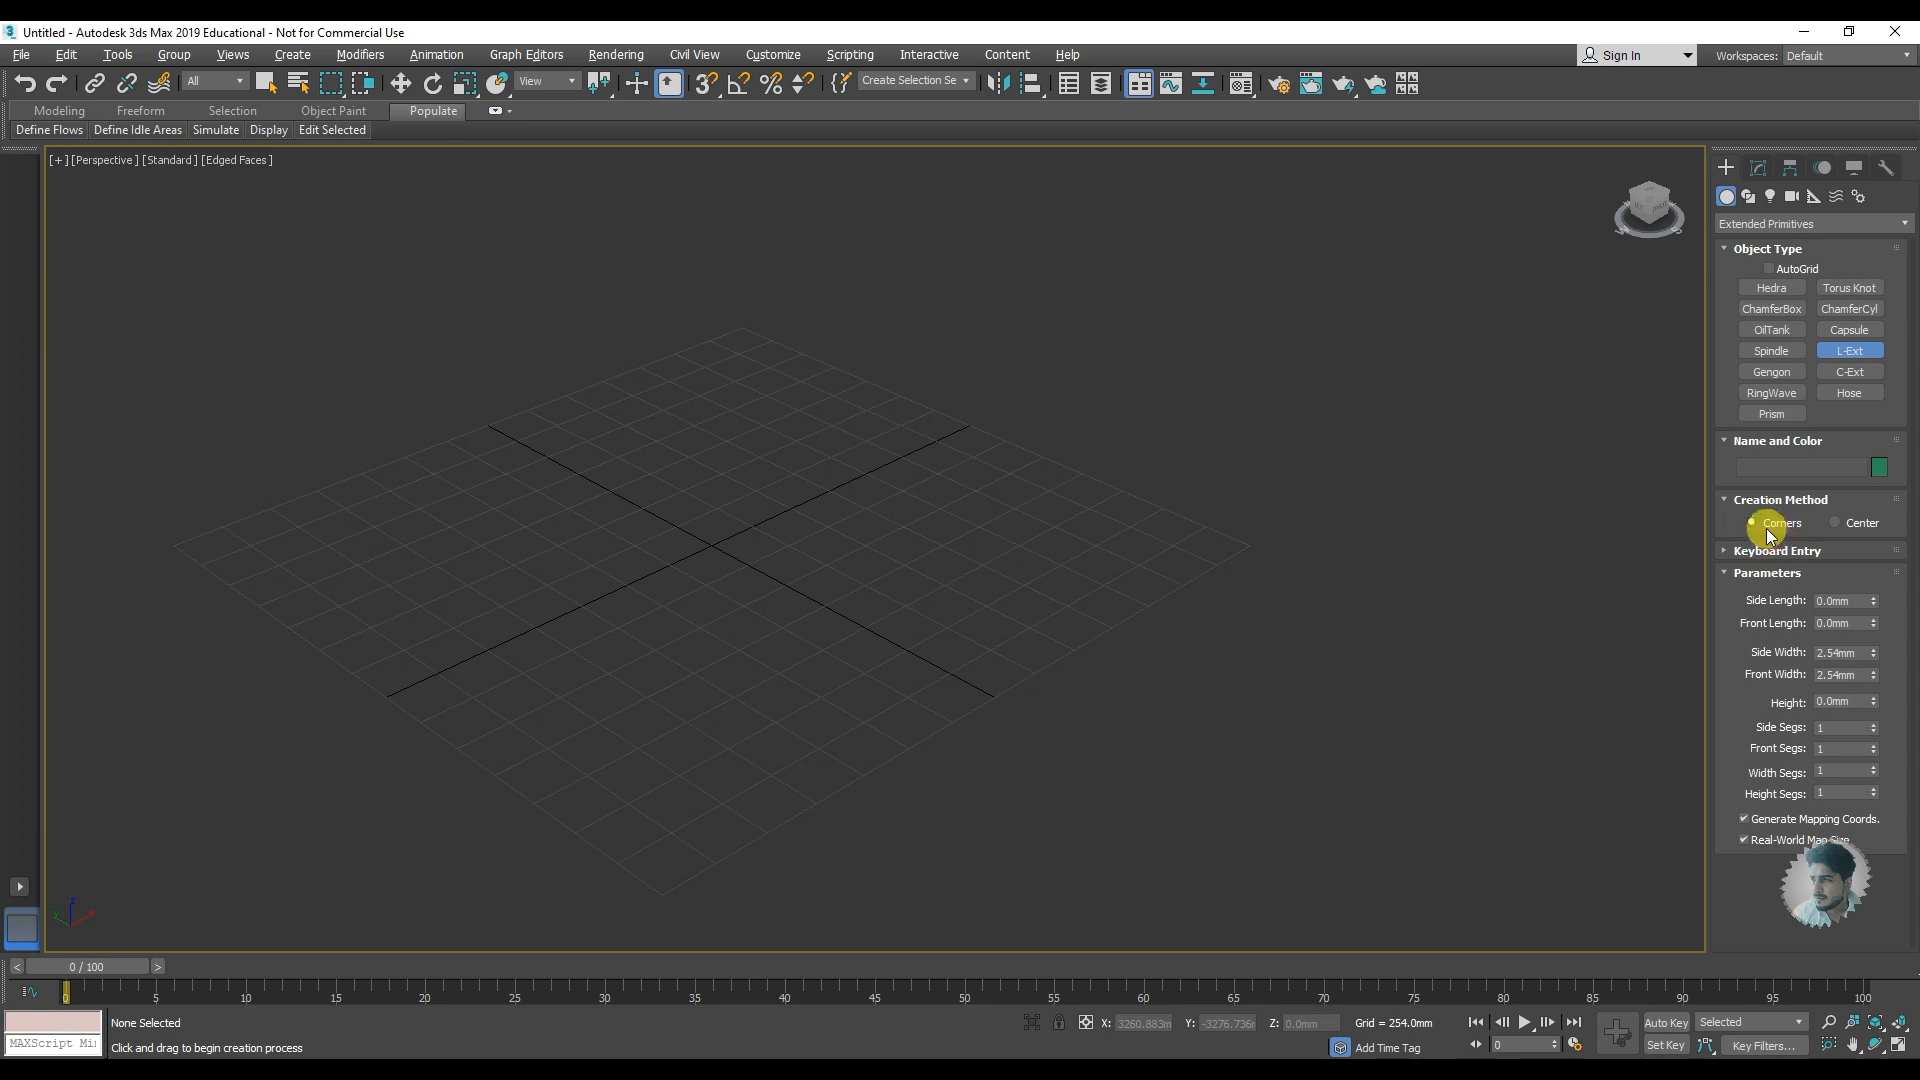 Untitled - Autodesk 3ds Max 2019 Educational - Not for Commercial Use
File Edit Tools Group Views Create Modifiers Animation Graph Editors Rendering Civil View Customize Scripting Interactive Content Help Sign In Workspaces: Default
All View Create Selection Se
Modeling Freeform Selection Object Paint Populate
Define Flows Define Idle Areas Simulate Display Edit Selected
[+] [Perspective] [Standard] [Edged Faces]
Extended Primitives
Object Type
AutoGrid
Hedra Torus Knot
ChamferBox ChamferCyl
OilTank Capsule
Spindle L-Ext
Gengon C-Ext
RingWave Hose
Prism
Name and Color
Creation Method
Corners Center
Keyboard Entry
Parameters
Side Length: 0.0mm
Front Length: 0.0mm
Side Width: 2.54mm
Front Width: 2.54mm
Height: 0.0mm
Side Segs: 1
Front Segs: 1
Width Segs: 1
Height Segs: 1
Generate Mapping Coords.
Real-World Map Size
z
< 0 / 100 >
0 5 10 15 20 25 30 35 40 45 50 55 60 65 70 75 80 85 90 95 100
None Selected X: 3260.883m Y: -3276.736r Z: 0.0mm Grid = 254.0mm Auto Key Selected
MAXScript Mi Click and drag to begin creation process Add Time Tag 0 Set Key Key Filters...